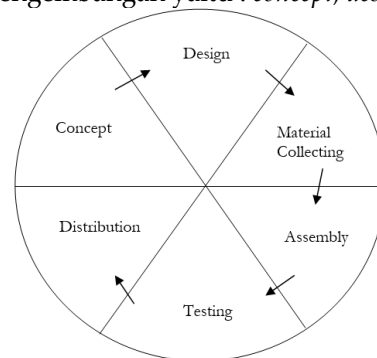 Design
Concept
Material
Collecting
Distribution
Assembly
Testing